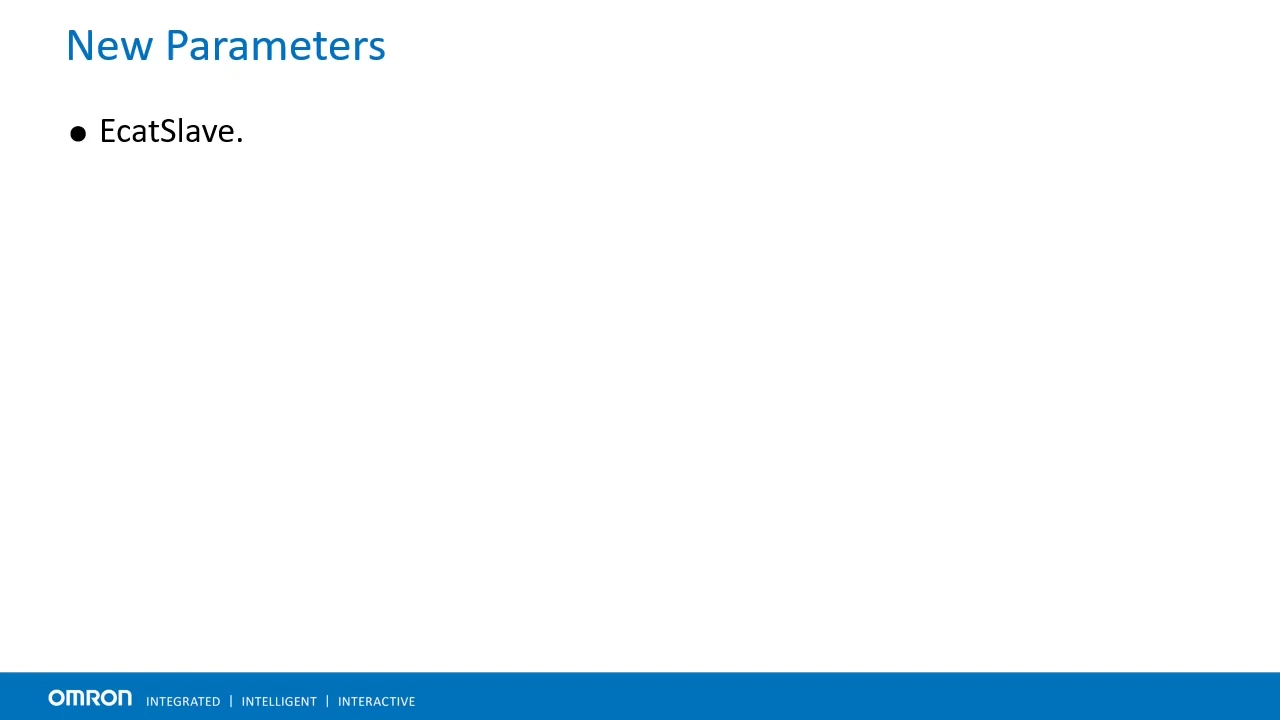 New Parameters
● EcatSlave.
OMRON INTEGRATED | INTELLIGENT | INTERACTIVE